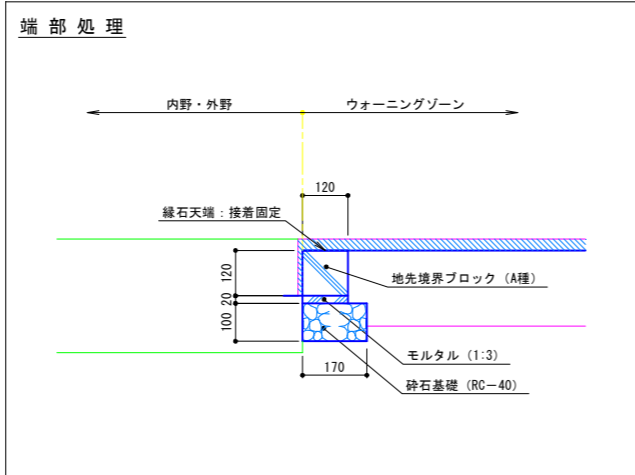 端部処理
内野・外野
ウォーニングゾーン
120
縁石天端：接着固定
120
地先境界ブロック（A種）
20
100
モルタル（1:3）
170
砕石基礎（RC−40）